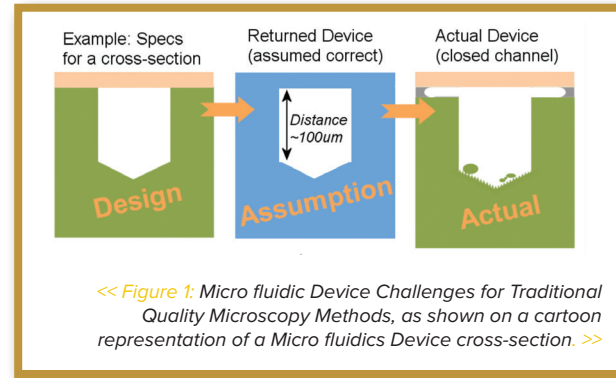 Example: Specs
for a cross-section
Returned Device
(assumed correct)
Actual Device
(closed channel)
Distance
~100um
Design
Assumption
Actual
<< Figure 1: Micro fluidic Device Challenges for Traditional
Quality Microscopy Methods, as shown on a cartoon
representation of a Micro fluidics Device cross-section. >>